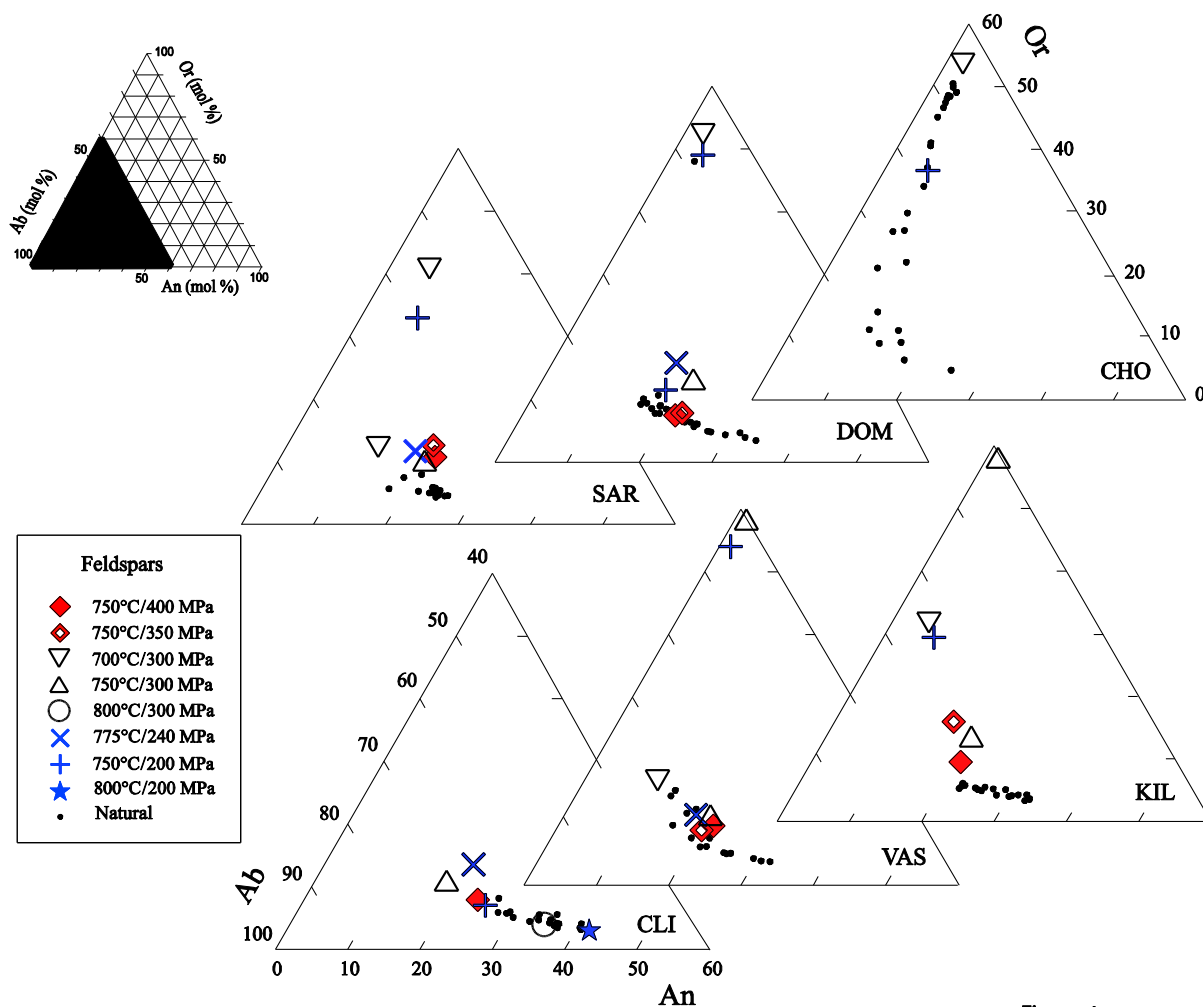 100
Or (mol %)
50
50
Ab (mol %)
100
50
100
An (mol %)
60
Or
50
40
30
20
10
0
CHO
DOM
SAR
Feldspars
750°C/400 MPa
750°C/350 MPa
700°C/300 MPa
750°C/300 MPa
800°C/300 MPa
775°C/240 MPa
750°C/200 MPa
800°C/200 MPa
Natural
KIL
VAS
CLI
40
50
60
70
80
90
100
Ab
0 10 20 30 40 50 60
An